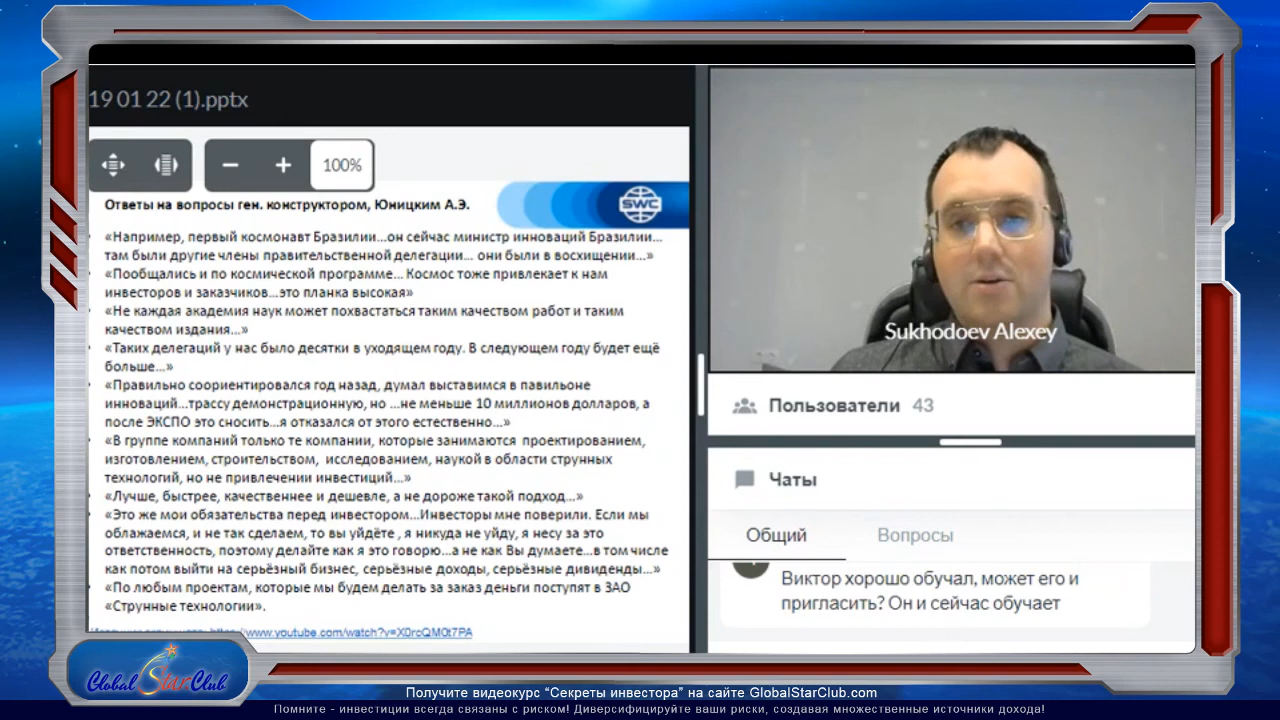 19 01 22 (1).pptx
100%
SWC
Ответы на вопросы ген. конструктором, Юницким А.Э.
«Например, первый космонавт Бразилии...он сейчас министр инноваций Бразилии...
там были другие члены правительственной делегации... они были в восхищении...»
«Пообщались и по космической программе... Космос тоже привлекает к нам
инвесторов и заказчиков...это планка высокая»
«Не каждая академия наук может похвастаться таким качеством работ и таким
качеством издания...»
«Таких делегаций у нас было десятки в уходящем году. В следующем году будет ещё
больше...»
«Правильно соориентировался год назад, думал выставимся в павильоне
инноваций...трассу демонстрационную, но ...не меньше 10 миллионов долларов, а
после ЭКСПО это сносить...я отказался от этого естественно...»
«В группе компаний только те компании, которые занимаются проектированием,
изготовлением, строительством, исследованием, наукой в области струнных
технологий, но не привлечении инвестиций...»
«Лучше, быстрее, качественнее и дешевле, а не дороже такой подход...»
«Это же мои обязательства перед инвестором...Инвесторы мне поверили. Если мы
облажаемся, и не так сделаем, то вы уйдёте , я никуда не уйду, я несу за это
ответственность, поэтому делайте как я это говорю...а не как Вы думаете...в том числе
как потом выйти на серьёзный бизнес, серьёзные доходы, серьёзные дивиденды...»
«По любым проектам, которые мы будем делать за заказ деньги поступят в ЗАО
«Струнные технологии».
https://www.youtube.com/watch?v=X0rcQM0t7PA
Sukhodoev Alexey
Пользователи 43
Чаты
Общий Вопросы
Виктор хорошо обучал, может его и
пригласить? Он и сейчас обучает
Global Star Club
Получите видеокурс “Секреты инвестора” на сайте GlobalStarClub.com
Помните - инвестиции всегда связаны с риском! Диверсифицируйте ваши риски, создавая множественные источники дохода!